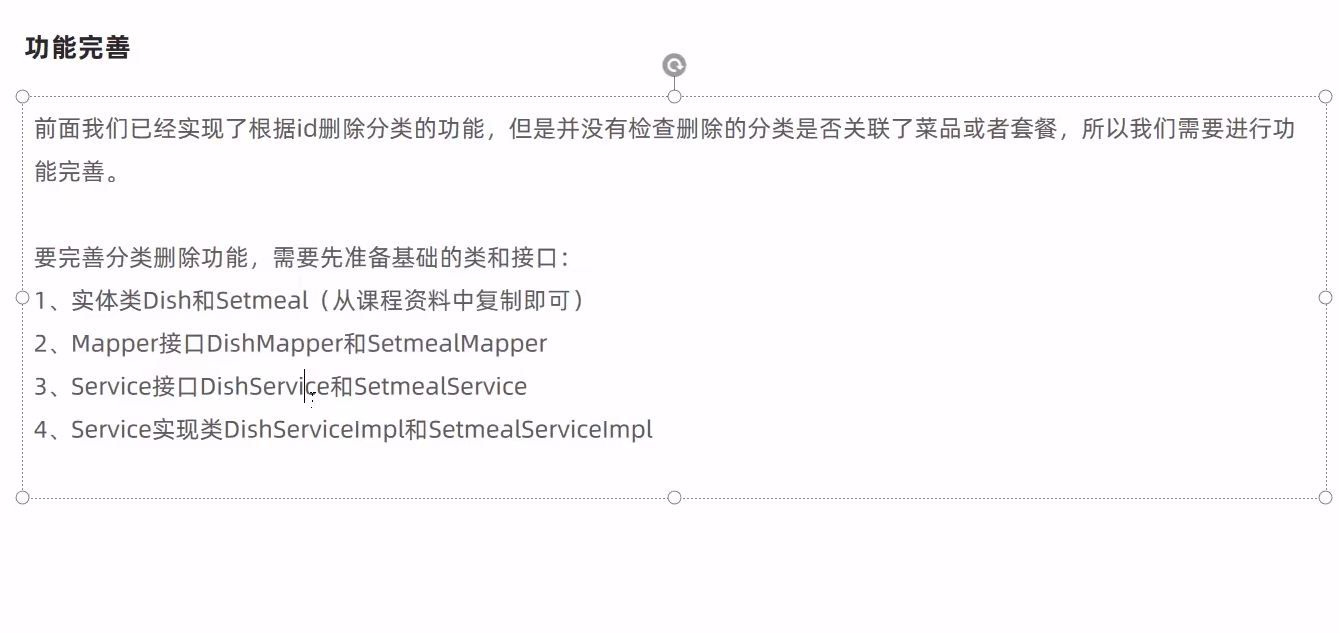 功能完善
前面我们已经实现了根据id删除分类的功能，但是并没有检查删除的分类是否关联了菜品或者套餐，所以我们需要进行功
能完善。
要完善分类删除功能，需要先准备基础的类和接口：
1、实体类Dish和Setmeal（从课程资料中复制即可）
2、Mapper接口DishMapper和SetmealMapper
3、Service接口DishService和SetmealService
4、Service实现类DishServiceImpl和SetmealServiceImpl